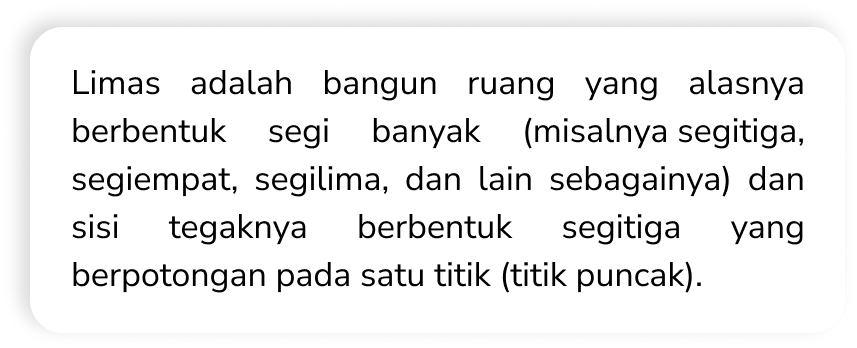 Limas adalah bangun ruang yang alasnya
berbentuk segi banyak (misalnya segitiga,
segiempat, segilima, dan lain sebagainya) dan
sisi tegaknya berbentuk segitiga yang
berpotongan pada satu titik (titik puncak).